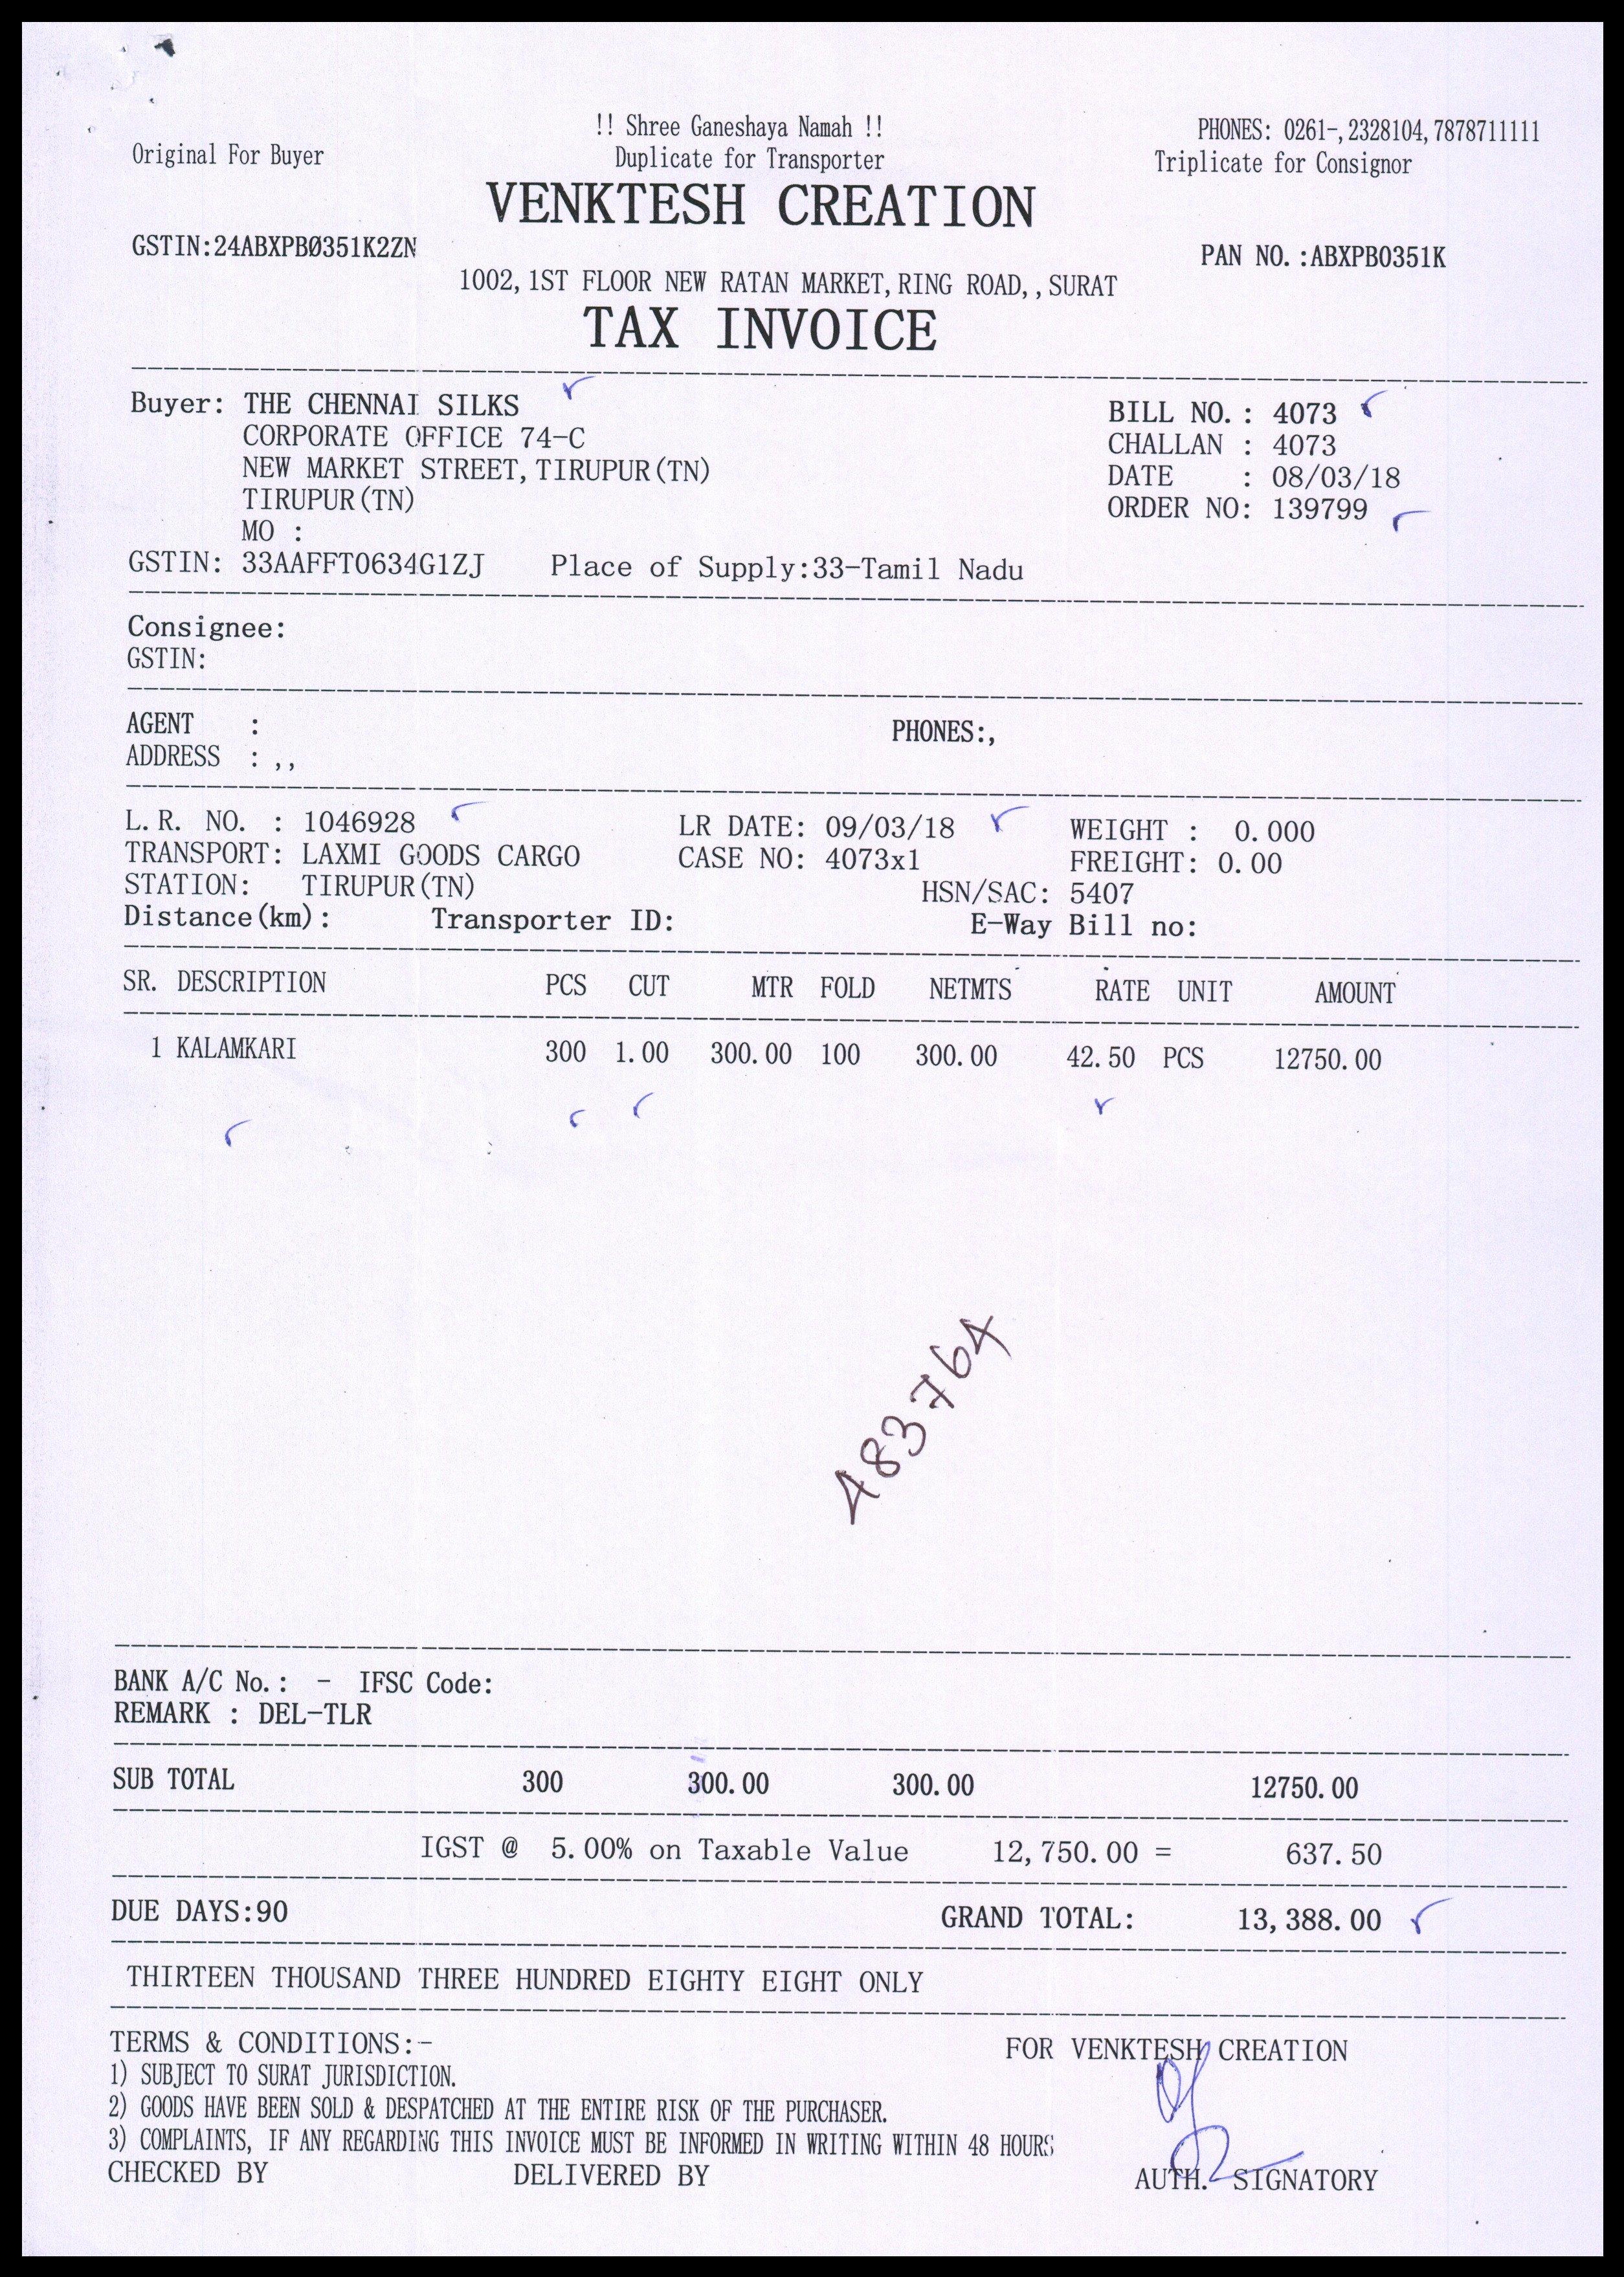 !! Shree Ganeshaya Namah !!
PHONES: 0261-,2328104,7878711111
Original For Buyer Duplicate for Transporter Triplicate for Consignor
VENKTESH CREATION
GSTIN:24ABXPB0351K2ZN PAN NO.:ABXPB0351K
1002,1ST FLOOR NEW RATAN MARKET,RING ROAD,,SURAT
TAX INVOICE
Buyer: THE CHENNAI SILKS BILL NO.: 4073
CORPORATE OFFICE 74-C CHALLAN : 4073
NEW MARKET STREET,TIRUPUR(TN) DATE : 08/03/18
TIRUPUR(TN) ORDER NO: 139799
MO :
GSTIN: 33AAFFT0634G1ZJ Place of Supply:33-Tamil Nadu
Consignee:
GSTIN:
AGENT : PHONES:,
ADDRESS : ,,
L.R. NO. : 1046928 LR DATE: 09/03/18 WEIGHT : 0.000
TRANSPORT: LAXMI GOODS CARGO CASE NO: 4073x1 FREIGHT: 0.00
STATION: TIRUPUR(TN) HSN/SAC: 5407
Distance(km): Transporter ID: E-Way Bill no:
SR. DESCRIPTION PCS CUT MTR FOLD NETMTS RATE UNIT AMOUNT
1 KALAMKARI 300 1.00 300.00 100 300.00 42.50 PCS 12750.00
483764
BANK A/C No.: - IFSC Code:
REMARK : DEL-TLR
SUB TOTAL 300 300.00 300.00 12750.00
IGST @ 5.00% on Taxable Value 12,750.00 = 637.50
DUE DAYS:90 GRAND TOTAL: 13,388.00
THIRTEEN THOUSAND THREE HUNDRED EIGHTY EIGHT ONLY
TERMS & CONDITIONS:- FOR VENKTESH CREATION
1) SUBJECT TO SURAT JURISDICTION.
2) GOODS HAVE BEEN SOLD & DESPATCHED AT THE ENTIRE RISK OF THE PURCHASER.
3) COMPLAINTS, IF ANY REGARDING THIS INVOICE MUST BE INFORMED IN WRITING WITHIN 48 HOURS
CHECKED BY DELIVERED BY AUTH. SIGNATORY